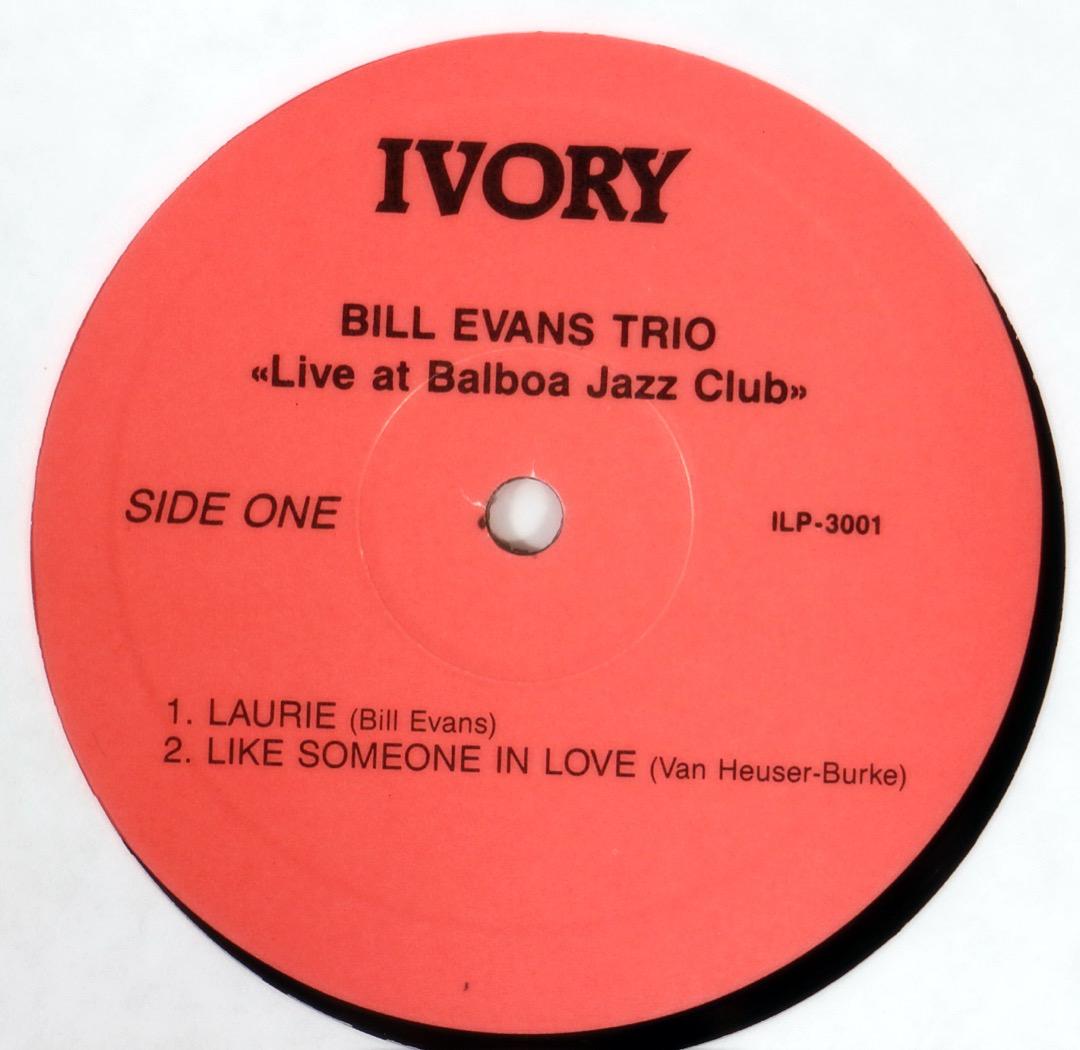 IVORY
BILL EVANS TRIO
«Live at Balboa Jazz Club»
SIDE ONE
ILP-3001
1. LAURIE (Bill Evans)
2. LIKE SOMEONE IN LOVE (Van Heuser-Burke)